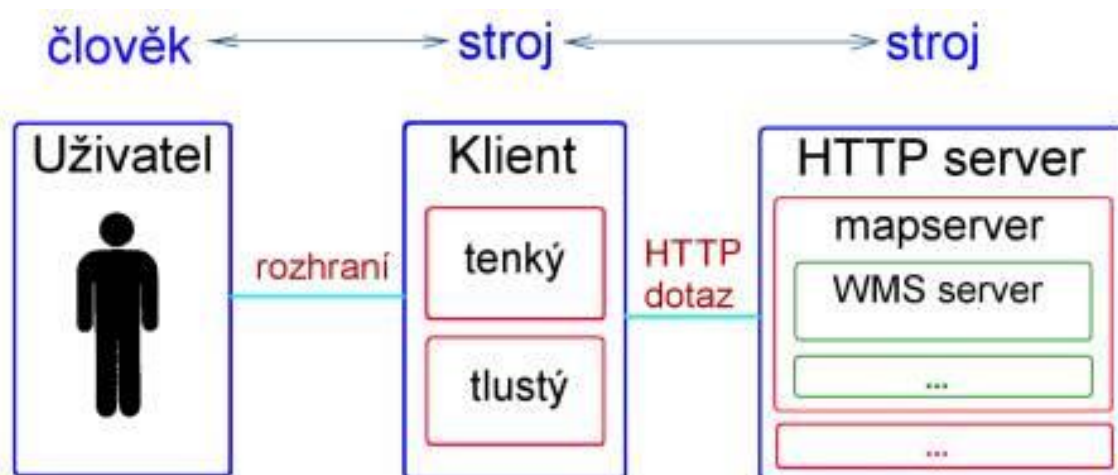 člověk
stroj
stroj
Uživatel
rozhraní
Klient
tenký
tlustý
HTTP
dotaz
HTTP server
mapserver
WMS server
...
...